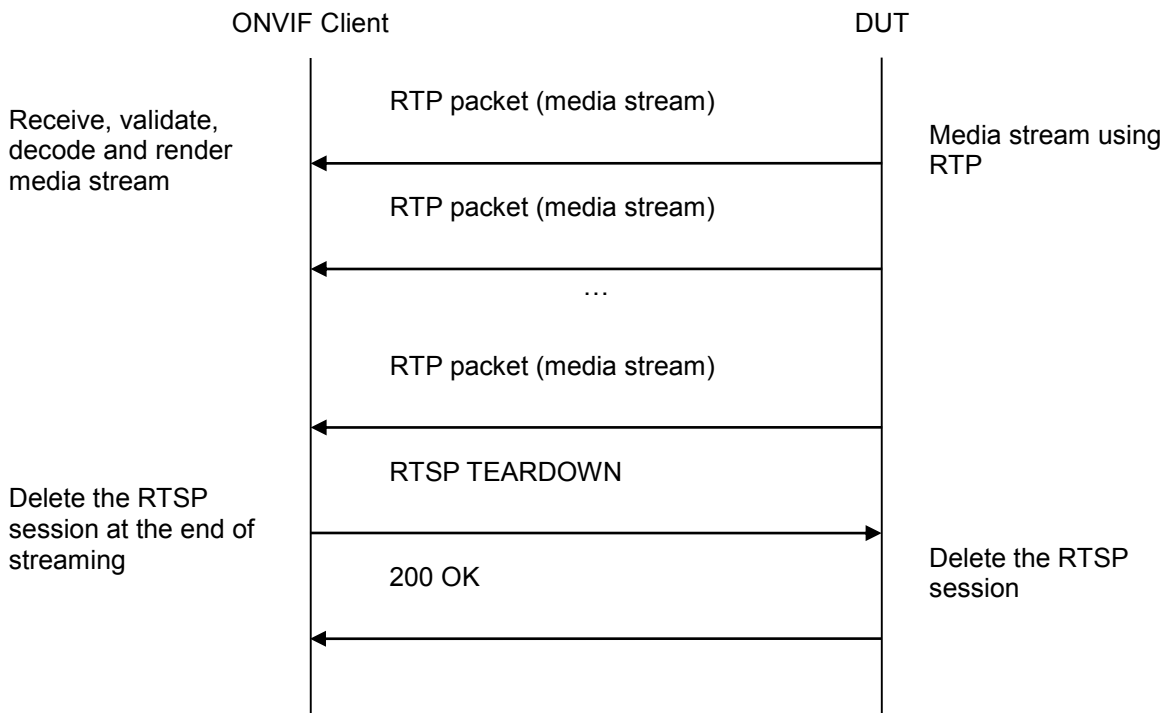 ONVIF Client
DUT
RTP packet (media stream)
Receive, validate,
decode and render
media stream
Media stream using
RTP
RTP packet (media stream)
…
RTP packet (media stream)
RTSP TEARDOWN
Delete the RTSP
session at the end of
streaming
200 OK
Delete the RTSP
session